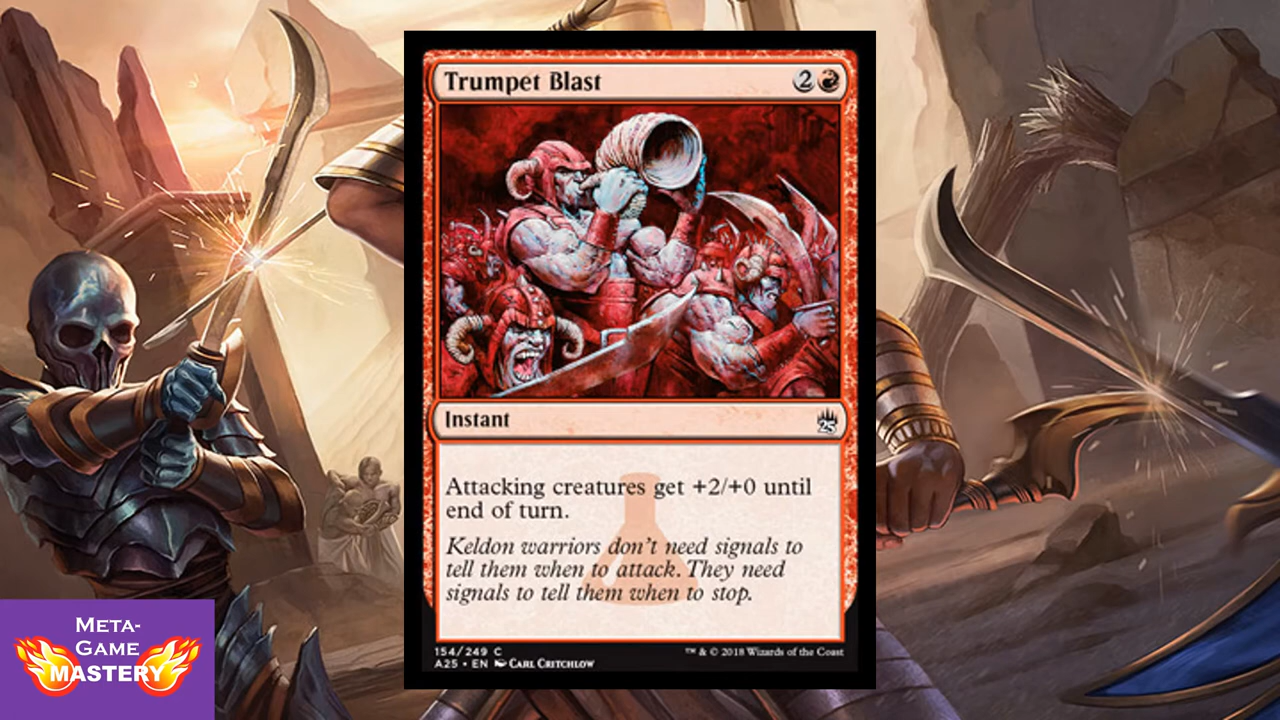 Trumpet Blast 2
Instant
25
Attacking creatures get +2/+0 until
end of turn.
Keldon warriors don't need signals to
tell them when to attack. They need
signals to tell them when to stop.
154/249 C
A25 • EN Carl Critchlow
™ & © 2018 Wizards of the Coast
Meta-
Game
Mastery